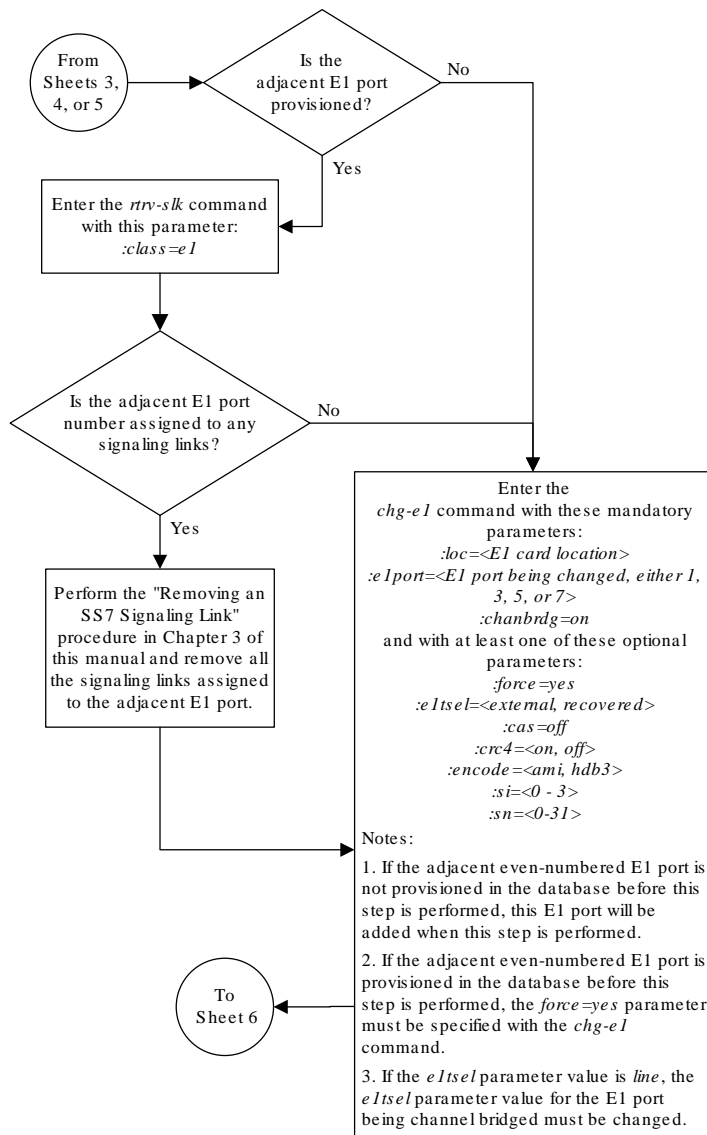 From
Sheets 3,
4, or 5
Is the
adjacent E1 port
provisioned?
No
Yes
Enter the rtrv-slk command
with this parameter:
:class=e1
Is the adjacent E1 port
number assigned to any
signaling links?
No
Yes
Perform the "Removing an
SS7 Signaling Link"
procedure in Chapter 3 of
this manual and remove all
the signaling links assigned
to the adjacent E1 port.
Enter the
chg-e1 command with these mandatory
parameters:
:loc=<E1 card location>
:e1port=<E1 port being changed, either 1,
3, 5, or 7>
:chanbrdg=on
and with at least one of these optional
parameters:
:force=yes
:e1tsel=<external, recovered>
:cas=off
:crc4=<on, off>
:encode=<ami, hdb3>
:si=<0 - 3>
:sn=<0-31>
Notes:
1. If the adjacent even-numbered E1 port is
not provisioned in the database before this
step is performed, this E1 port will be
added when this step is performed.
2. If the adjacent even-numbered E1 port is
provisioned in the database before this
step is performed, the force=yes parameter
must be specified with the chg-e1
command.
3. If the e1tsel parameter value is line, the
e1tsel parameter value for the E1 port
being channel bridged must be changed.
To
Sheet 6